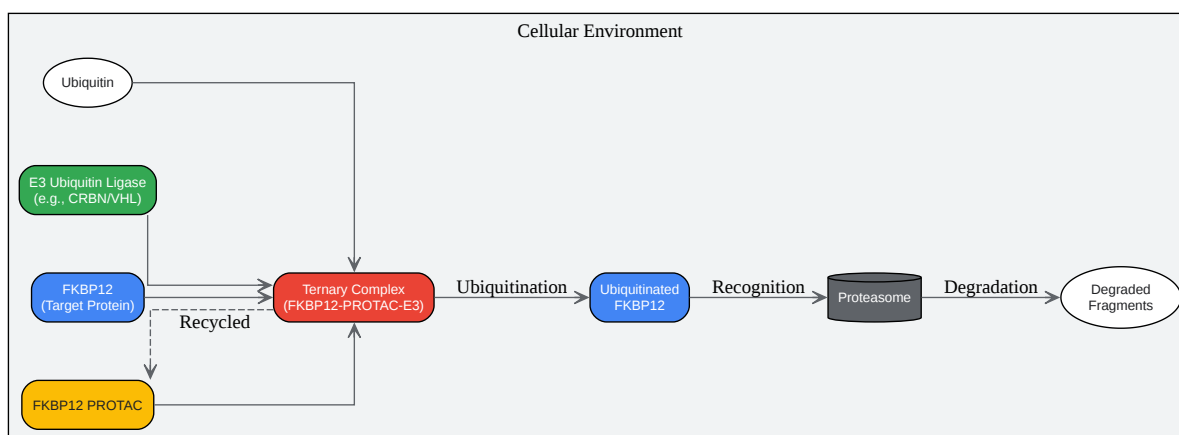 Cellular Environment
Ubiquitin
E3 Ubiquitin Ligase
(e.g., CRBN/VHL)
FKBP12
(Target Protein)
Ternary Complex
(FKBP12-PROTAC-E3)
Ubiquitination
Ubiquitinated
FKBP12
Recognition
Proteasome
Degradation
Degraded
Fragments
Recycled
FKBP12 PROTAC